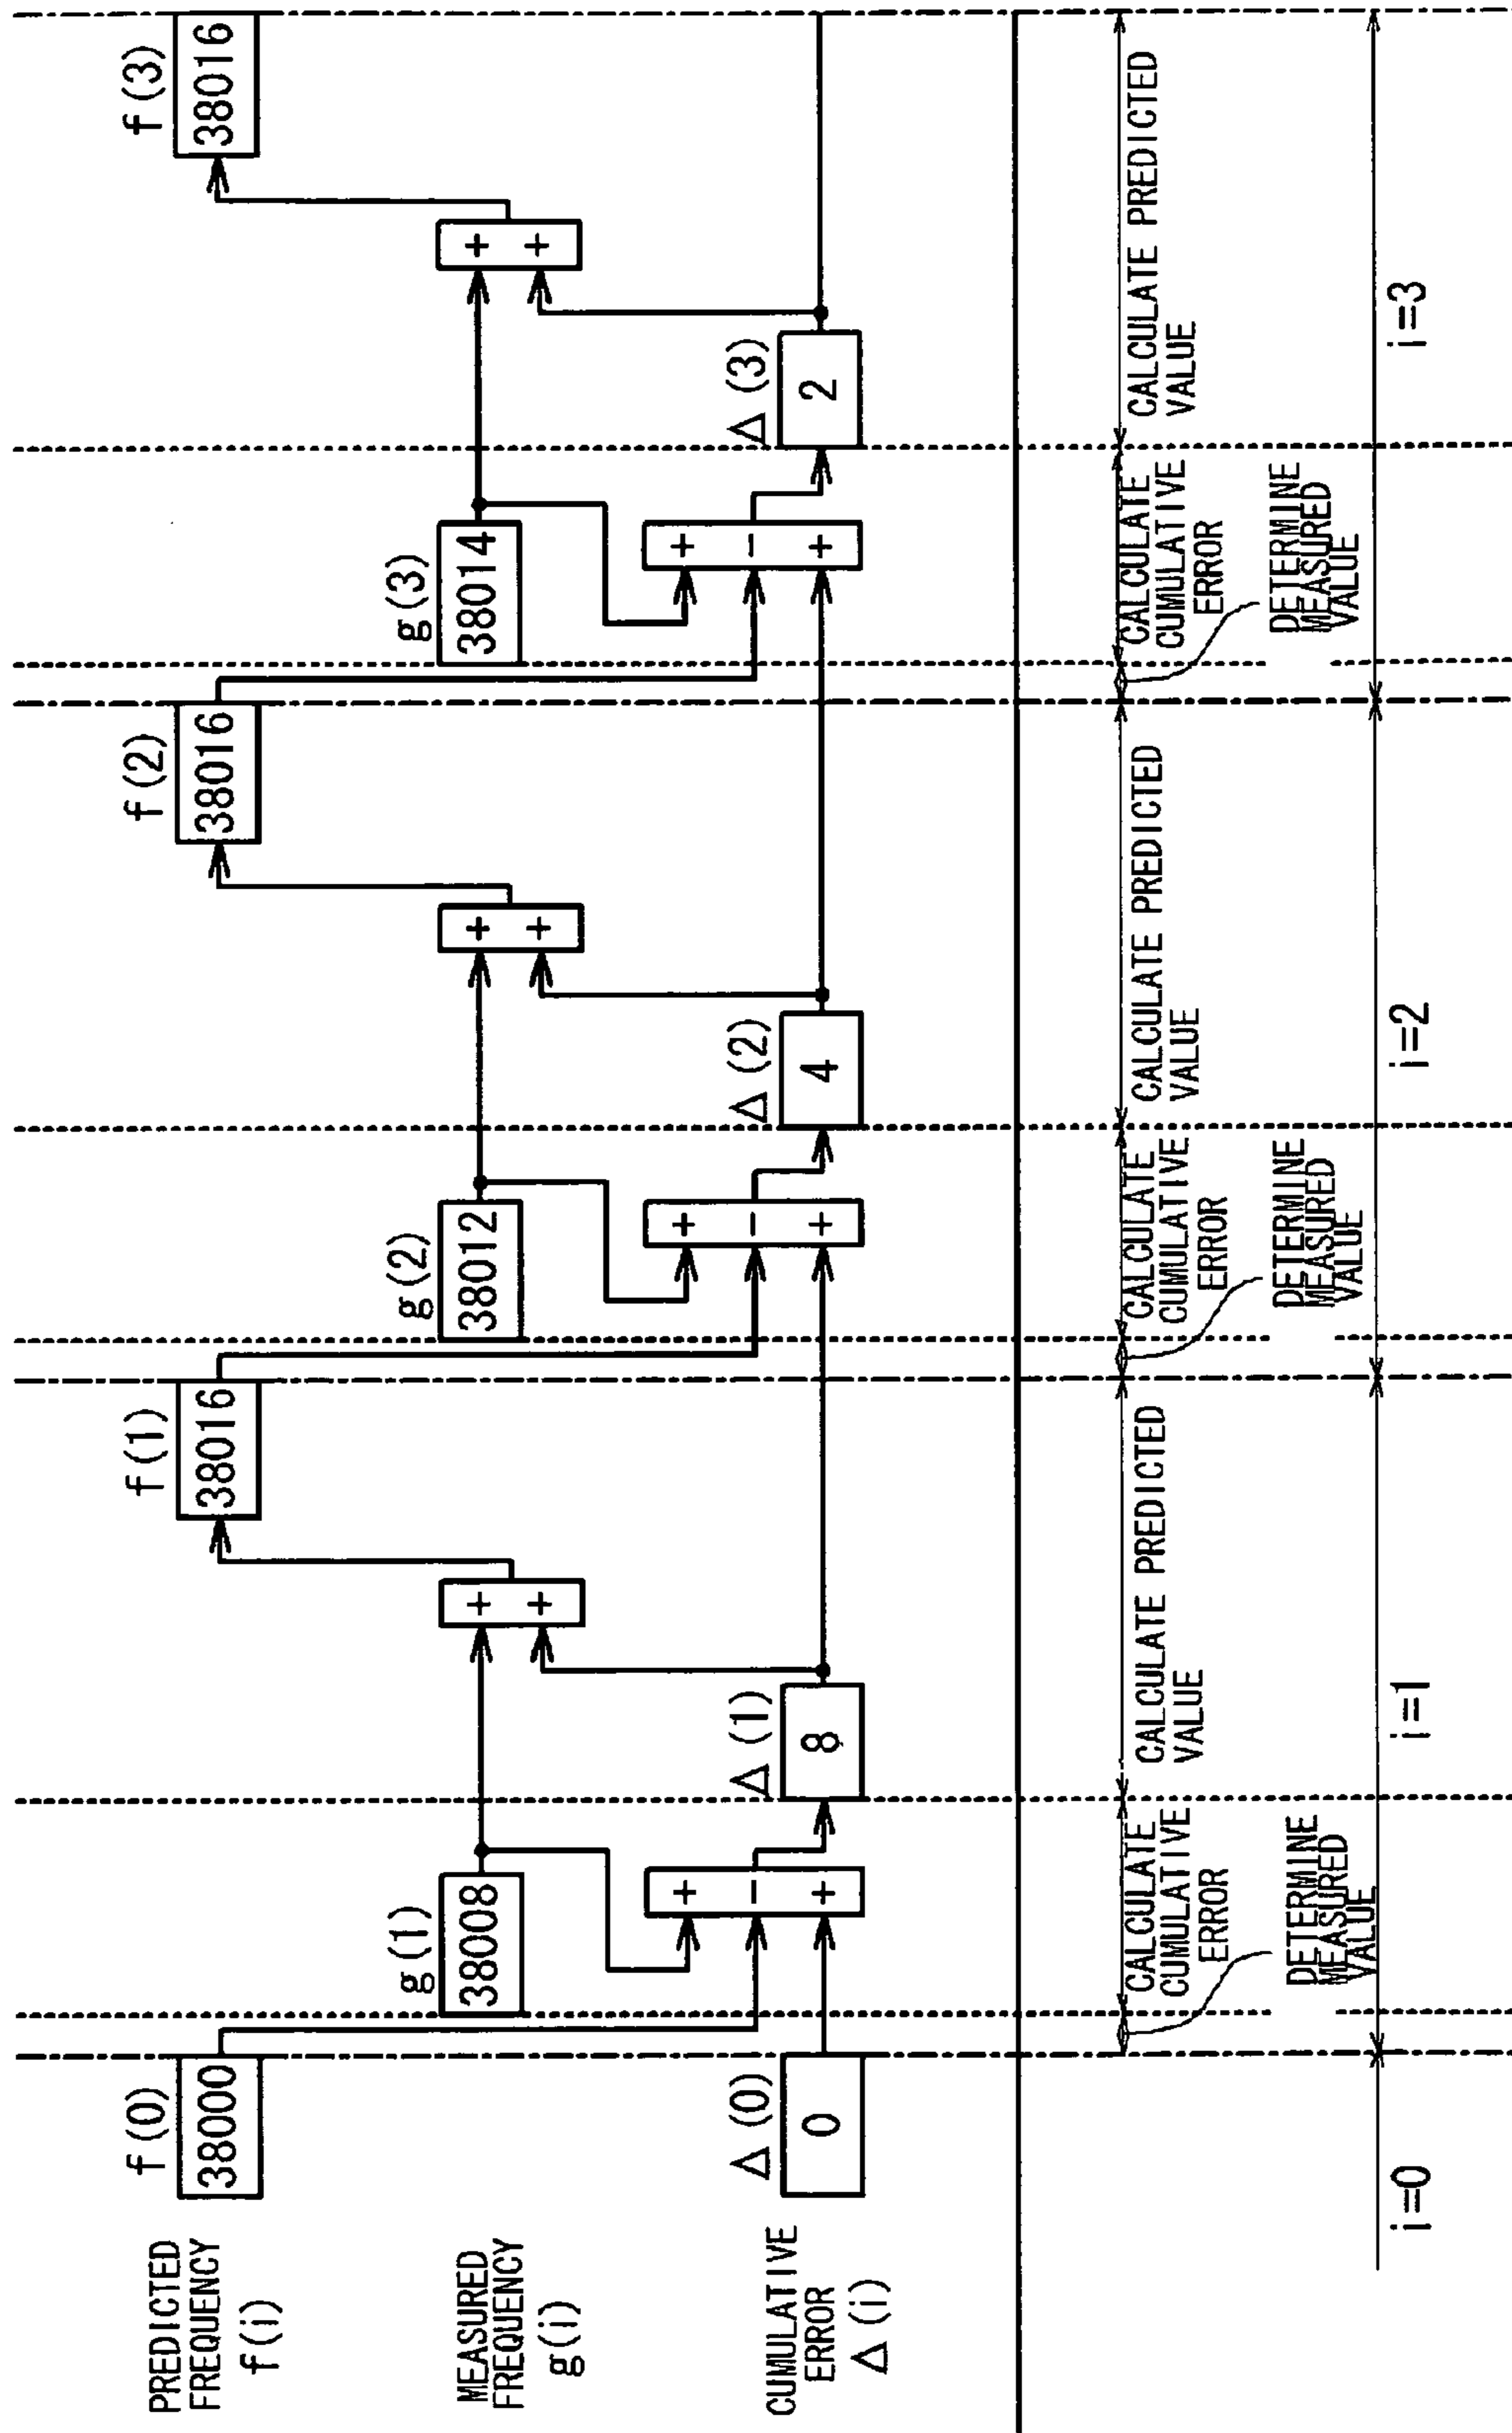 PREDICTED
FREQUENCY
f(i)
f(0)
38000
f(1)
38016
f(2)
38016
f(3)
38016
MEASURED
FREQUENCY
g(i)
g(1)
38008
+
+
g(2)
38012
+
+
g(3)
38014
+
+
CUMULATIVE
ERROR
Δ(i)
Δ(0)
0
+
−
+
Δ(1)
8
+
−
+
Δ(2)
4
+
−
+
Δ(3)
2
CALCULATE
CUMULATIVE
ERROR
CALCULATE PREDICTED
VALUE
CALCULATE
CUMULATIVE
ERROR
CALCULATE PREDICTED
VALUE
CALCULATE
CUMULATIVE
ERROR
CALCULATE PREDICTED
VALUE
DETERMINE
MEASURED
VALUE
DETERMINE
MEASURED
VALUE
DETERMINE
MEASURED
VALUE
i=0
i=1
i=2
i=3